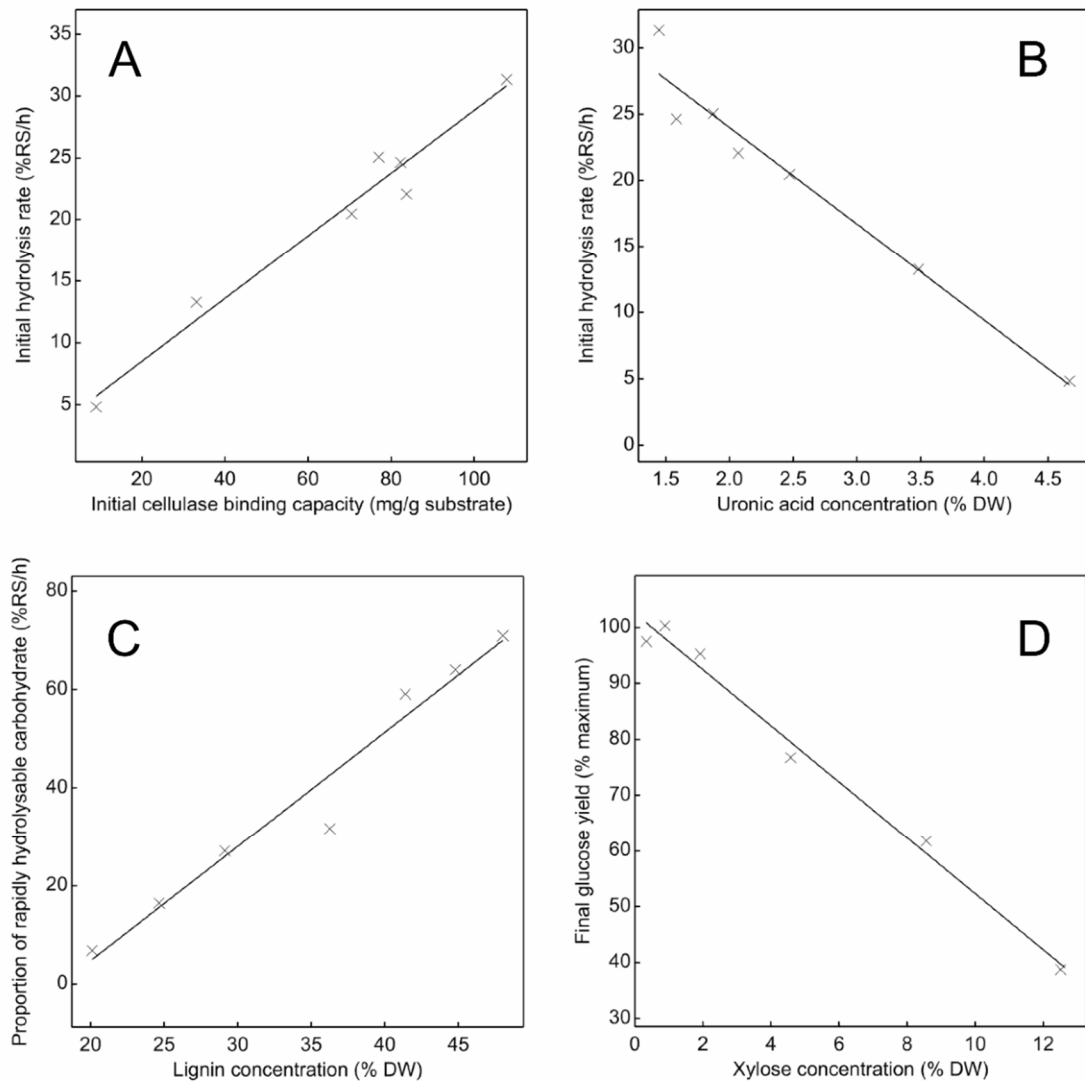 A
Initial hydrolysis rate (%RS/h)
35
30
25
20
15
10
5
20 40 60 80 100
Initial cellulase binding capacity (mg/g substrate)
B
Initial hydrolysis rate (%RS/h)
30
25
20
15
10
5
0
1.5 2.0 2.5 3.0 3.5 4.0 4.5
Uronic acid concentration (% DW)
C
Proportion of rapidly hydrolysable carbohydrate (%RS/h)
80
60
40
20
0
20 25 30 35 40 45
Lignin concentration (% DW)
D
Final glucose yield (% maximum)
100
90
80
70
60
50
40
30
0 2 4 6 8 10 12
Xylose concentration (% DW)